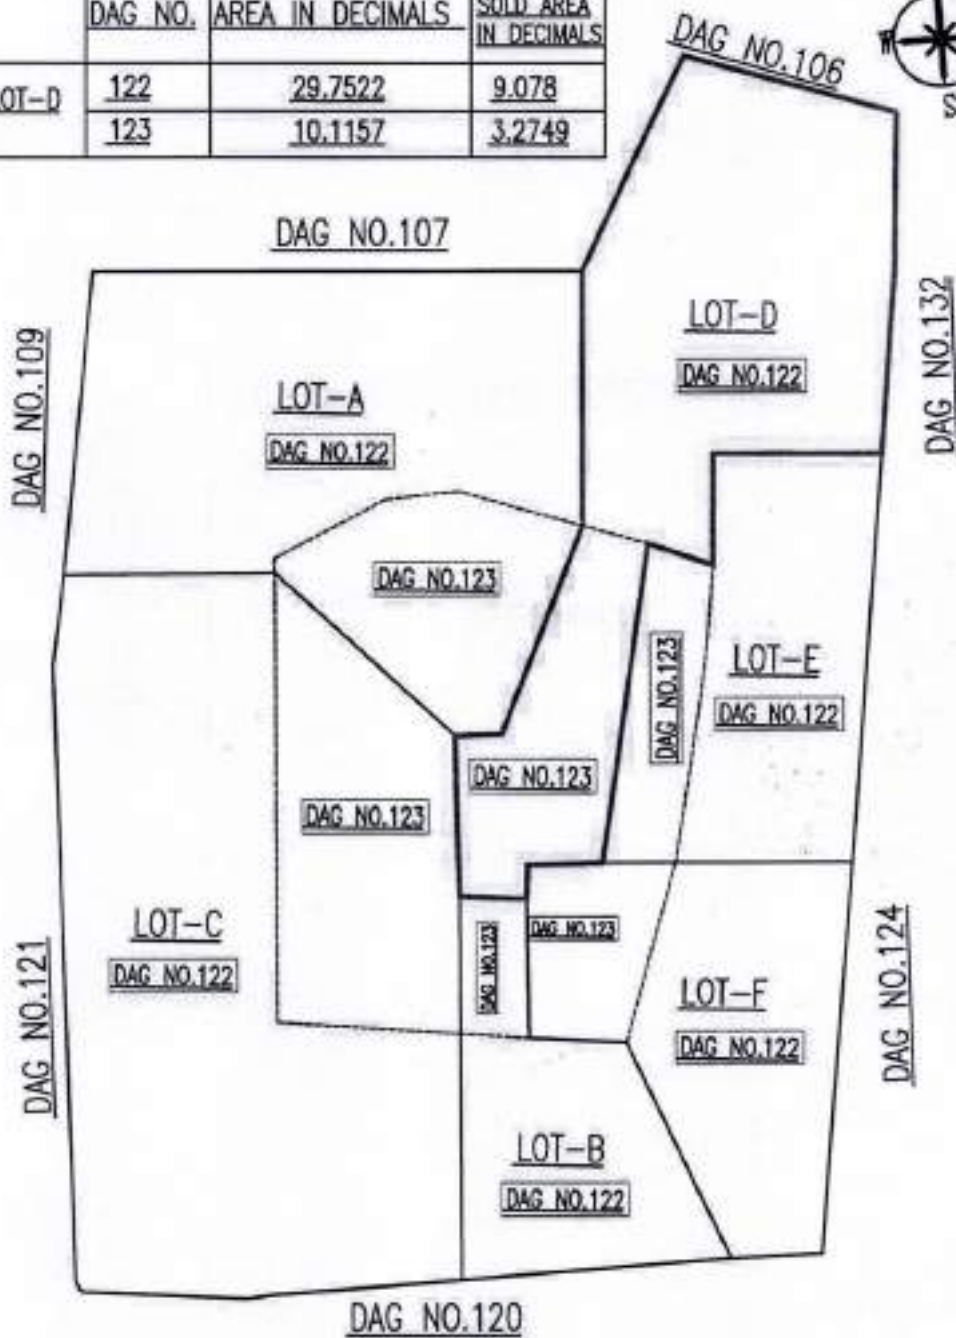 DAG NO. AREA IN DECIMALS SOLD AREA
IN DECIMALS
LOT-D 122 29.7522 9.078
123 10.1157 3.2749
DAG NO.106
S
DAG NO.107
DAG NO.132
LOT-D
DAG NO.122
DAG NO.109
LOT-A
DAG NO.122
DAG NO.123
DAG NO.123
LOT-E
DAG NO.122
DAG NO.123
DAG NO.123
LOT-C
DAG NO.122
DAG NO.123
DAG NO.123
DAG NO.121
LOT-F
DAG NO.122
DAG NO.124
LOT-B
DAG NO.122
DAG NO.120